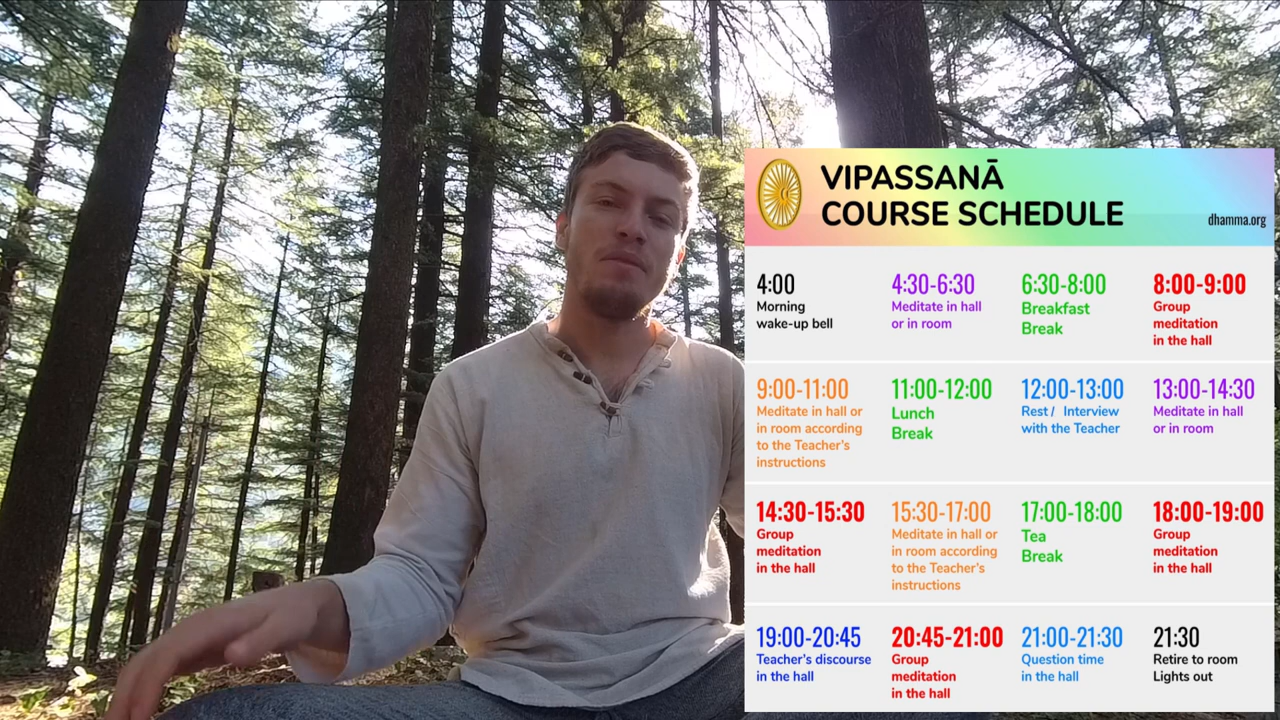 VIPASSANĀ
COURSE SCHEDULE
dhamma.org
4:00
Morning
wake-up bell
4:30-6:30
Meditate in hall
or in room
6:30-8:00
Breakfast
Break
8:00-9:00
Group
meditation
in the hall
9:00-11:00
Meditate in hall or
in room according
to the Teacher's
instructions
11:00-12:00
Lunch
Break
12:00-13:00
Rest / Interview
with the Teacher
13:00-14:30
Meditate in hall
or in room
14:30-15:30
Group
meditation
in the hall
15:30-17:00
Meditate in hall or
in room according
to the Teacher's
instructions
17:00-18:00
Tea
Break
18:00-19:00
Group
meditation
in the hall
19:00-20:45
Teacher's discourse
in the hall
20:45-21:00
Group
meditation
in the hall
21:00-21:30
Question time
in the hall
21:30
Retire to room
Lights out